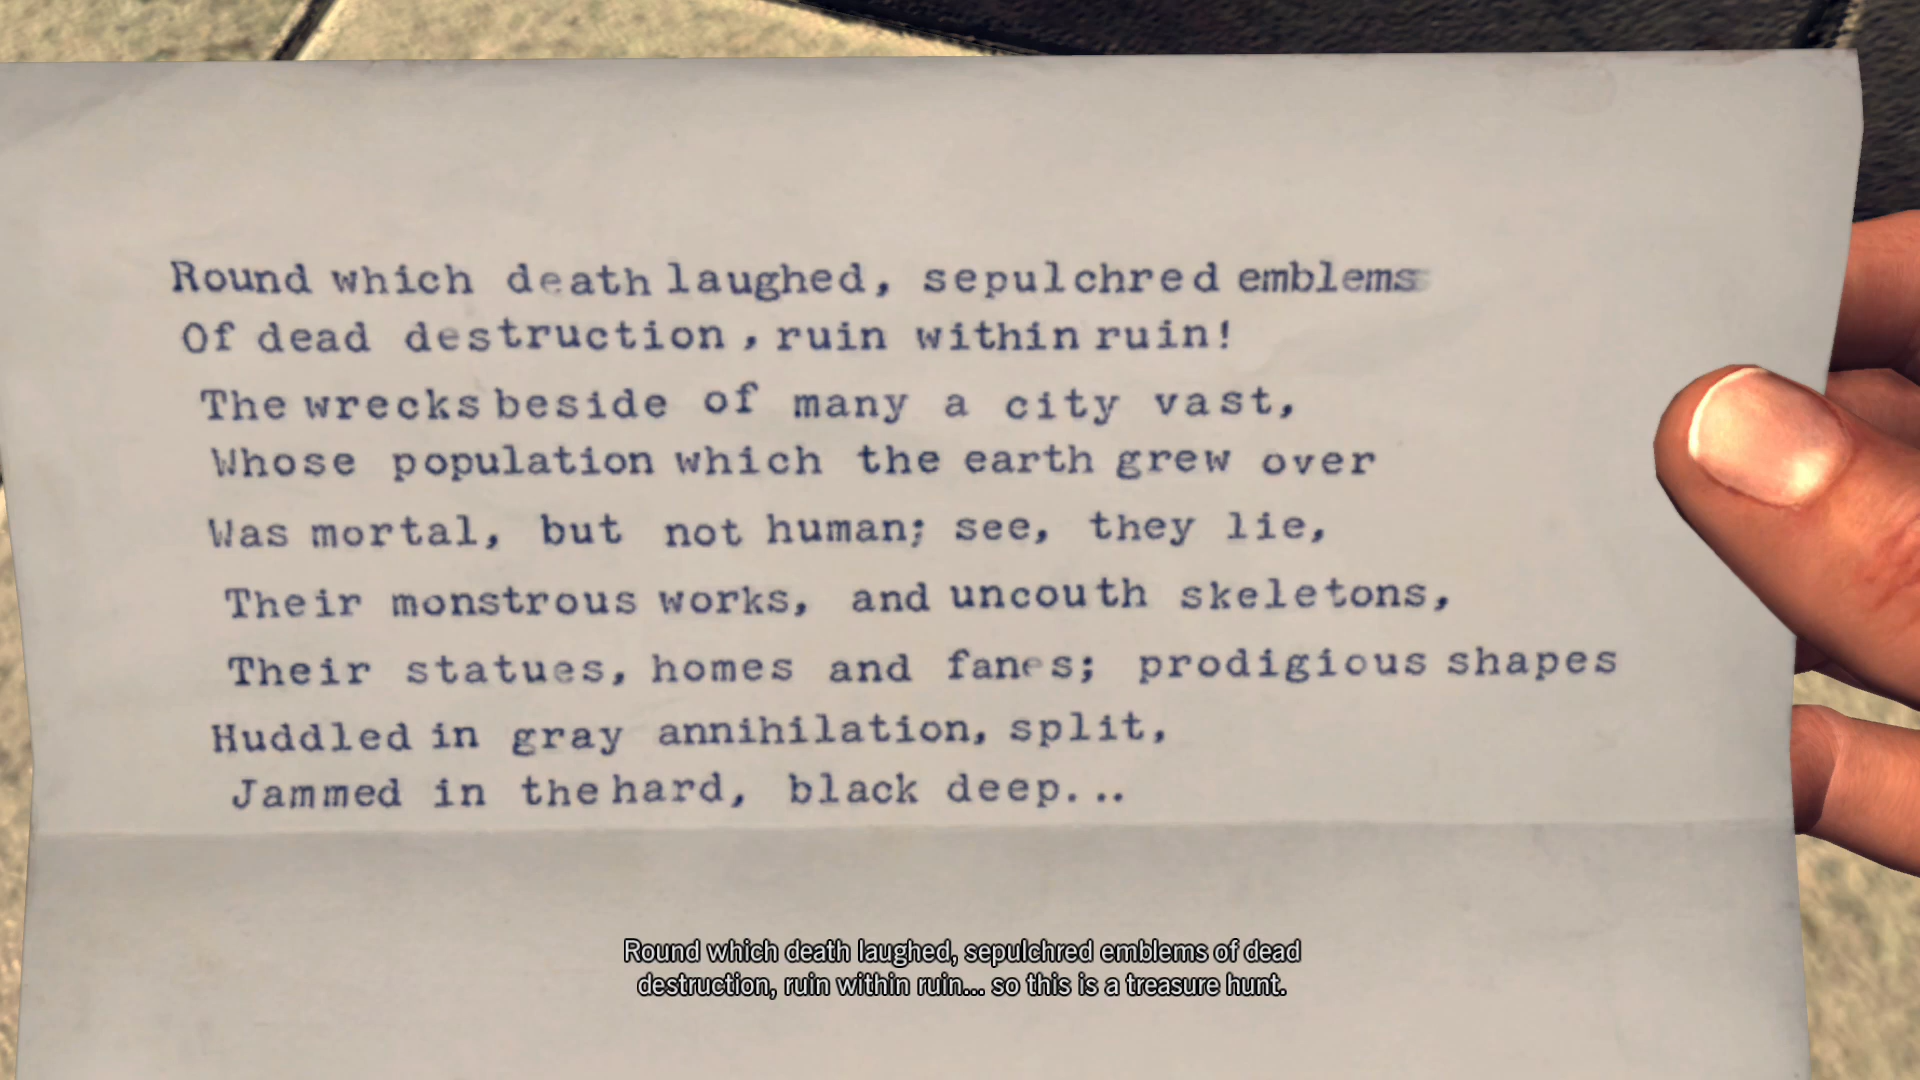 Round which death laughed, sepulchred emblems
Of dead destruction, ruin within ruin!
The wrecks beside of many a city vast,
Whose population which the earth grew over
Was mortal, but not human; see, they lie,
Their monstrous works, and uncouth skeletons,
Their statues, homes and fanes; prodigious shapes
Huddled in gray annihilation, split,
Jammed in the hard, black deep...
Round which death laughed, sepulchred emblems of dead
destruction, ruin within ruin... so this is a treasure hunt.